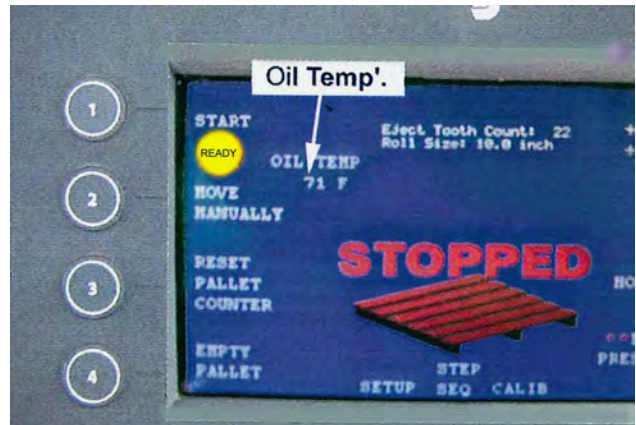 Oil Temp'.
1
START
Eject Tooth Count: 22
Roll Size: 10.0 inch
READY
OIL TEMP
71 F
2
MOVE
MANUALLY
STOPPED
3
RESET
PALLET
COUNTER
4
EMPTY
PALLET
SETUP
STEP
SEQ
CALIB